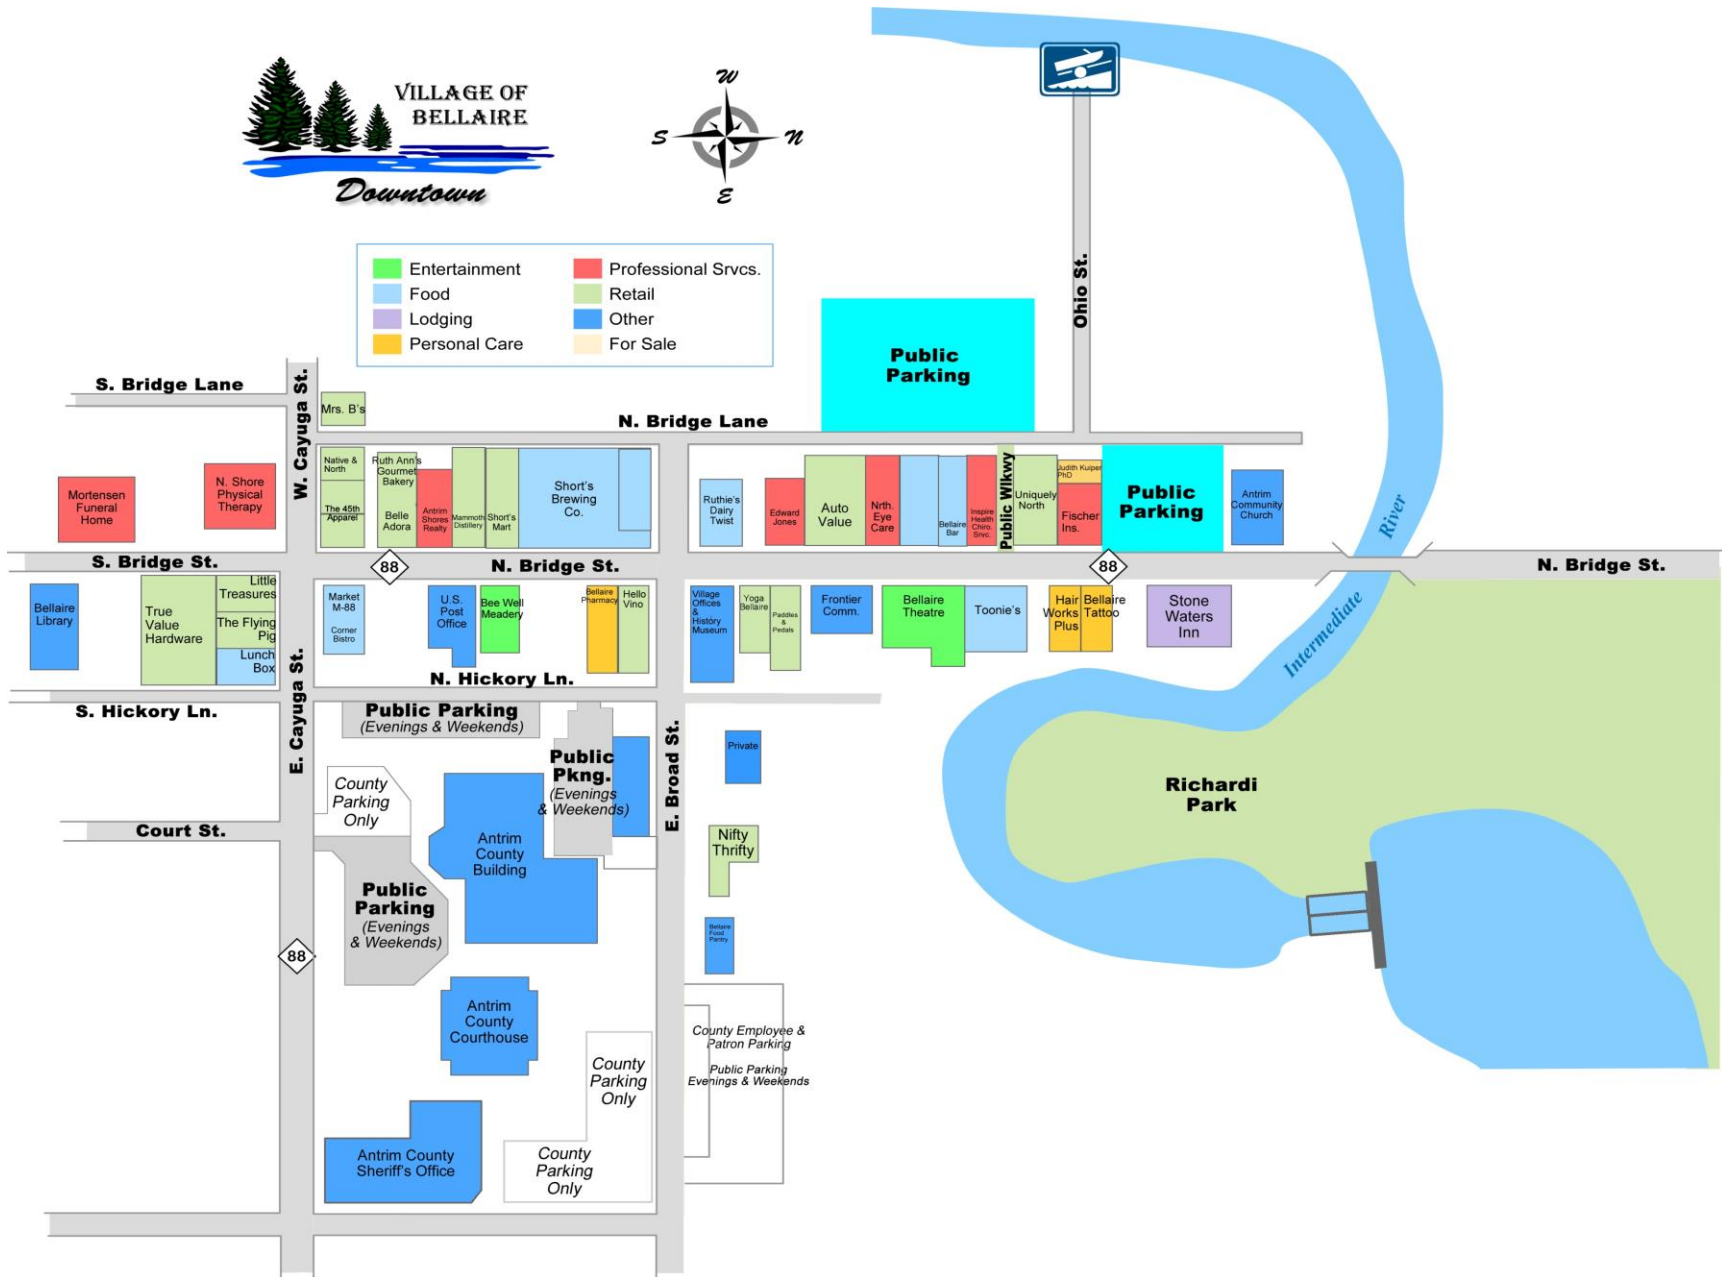 VILLAGE OF
BELLAIRE
Downtown
W
S
N
E
Entertainment
Food
Lodging
Personal Care
Professional Srvcs.
Retail
Other
For Sale
Public
Parking
Ohio St.
S. Bridge Lane
W. Cayuga St.
Mrs. B's
N. Bridge Lane
Mortensen
Funeral
Home
N. Shore
Physical
Therapy
Native &
North
The 45th
Apparel
Ruth Ann's
Gourmet
Bakery
Belle
Adora
Antrim
Shores
Realty
Mammoth
Distillery
Short's
Mart
Short's
Brewing
Co.
Ruthie's
Dairy
Twist
Edward
Jones
Auto
Value
Nrth.
Eye
Care
Bellaire
Bar
Inspire
Health
Chiro.
Srvc.
Public Wlkwy
Uniquely
North
Judith Kuiper
PhD
Fischer
Ins.
Public
Parking
Antrim
Community
Church
River
Intermediate
S. Bridge St.
88
N. Bridge St.
88
N. Bridge St.
Bellaire
Library
True
Value
Hardware
Little
Treasures
The Flying
Pig
Lunch
Box
Market
M-88
Corner
Bistro
U.S.
Post
Office
Bee Well
Meadery
Bellaire
Pharmacy
Hello
Vino
Village
Offices
&
History
Museum
Yoga
Bellaire
Paddles
&
Pedals
Frontier
Comm.
Bellaire
Theatre
Toonie's
Hair
Works
Plus
Bellaire
Tattoo
Stone
Waters
Inn
N. Hickory Ln.
S. Hickory Ln.
E. Cayuga St.
Public Parking
(Evenings & Weekends)
Public
Pkng.
(Evenings
& Weekends)
E. Broad St.
Private
County
Parking
Only
Court St.
Antrim
County
Building
Nifty
Thrifty
Richardi
Park
Public
Parking
(Evenings
& Weekends)
Bellaire
Food
Pantry
88
Antrim
County
Courthouse
County Employee &
Patron Parking
Public Parking
Evenings & Weekends
County
Parking
Only
Antrim County
Sheriff's Office
County
Parking
Only